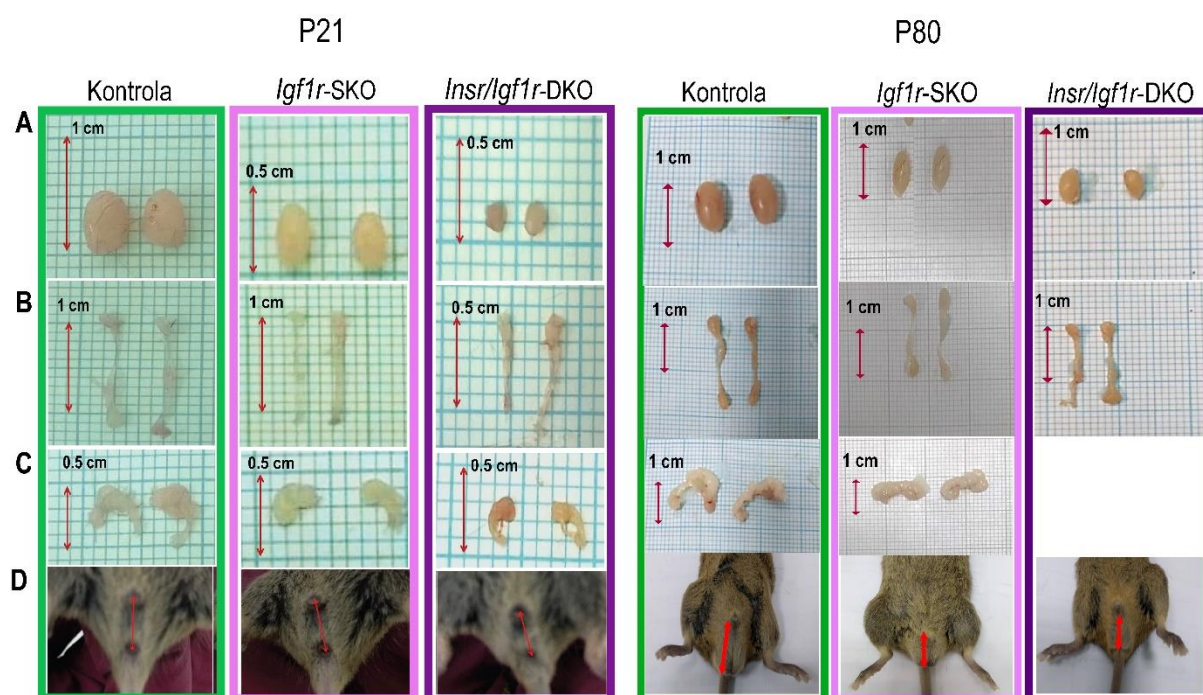 P21 P80
Kontrola Igf1r-SKO Insr/Igf1r-DKO Kontrola Igf1r-SKO Insr/Igf1r-DKO
A 1 cm 0.5 cm 0.5 cm 1 cm 1 cm 1 cm
B 1 cm 1 cm 0.5 cm 1 cm 1 cm 1 cm
C 0.5 cm 0.5 cm 0.5 cm 1 cm 1 cm
D